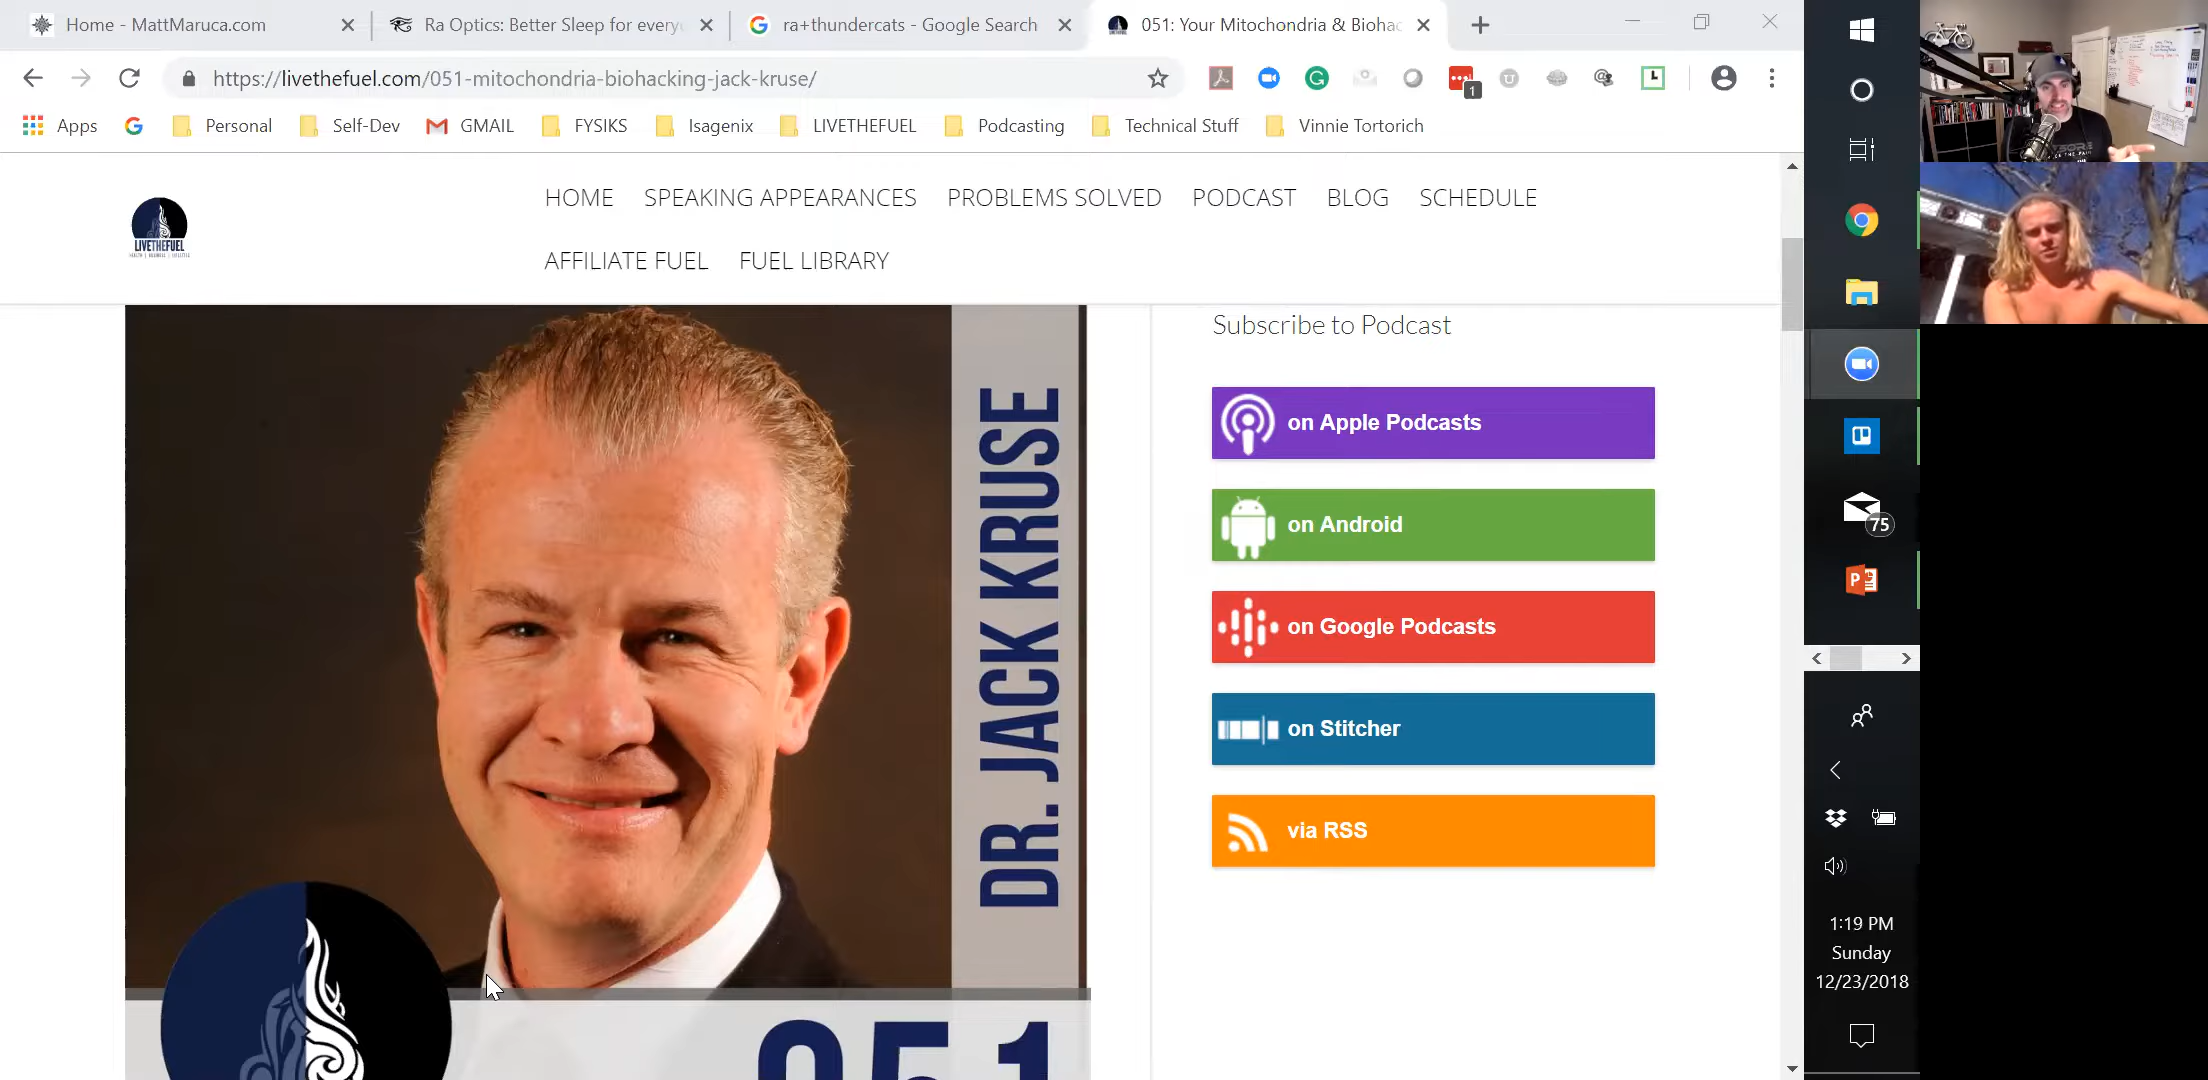 Home - MattMaruca.com
Ra Optics: Better Sleep for every
ra+thundercats - Google Search
051: Your Mitochondria & Biohac
https://livethefuel.com/051-mitochondria-biohacking-jack-kruse/
1
Apps
Personal
Self-Dev
GMAIL
FYSIKS
Isagenix
LIVETHEFUEL
Podcasting
Technical Stuff
Vinnie Tortorich
LIVETHEFUEL
HOME
SPEAKING APPEARANCES
PROBLEMS SOLVED
PODCAST
BLOG
SCHEDULE
AFFILIATE FUEL
FUEL LIBRARY
DR. JACK KRUSE
051
Subscribe to Podcast
on Apple Podcasts
on Android
on Google Podcasts
on Stitcher
via RSS
75
1:19 PM
Sunday
12/23/2018